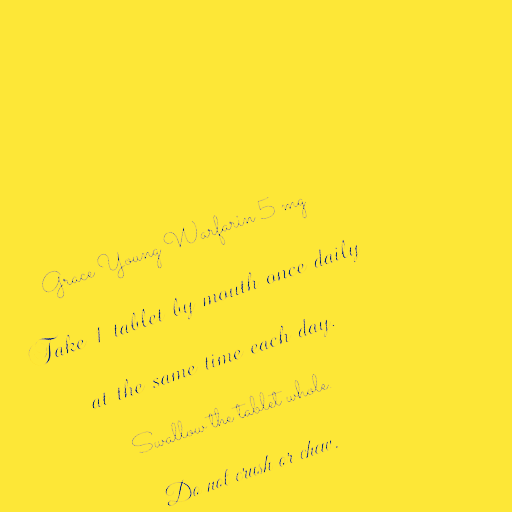 Grace Young Warfarin 5 mg
Take 1 tablet by mouth once daily
at the same time each day.
Swallow the tablet whole.
Do not crush or chew.